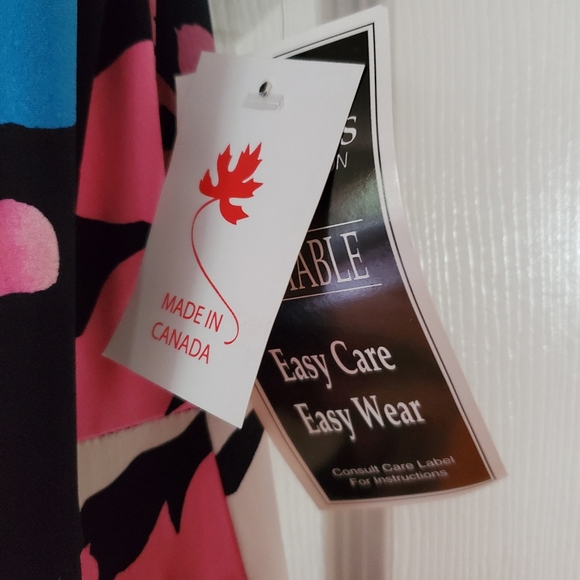 MADE IN
CANADA
Easy Care
Easy Wear
Consult Care Label
For Instructions